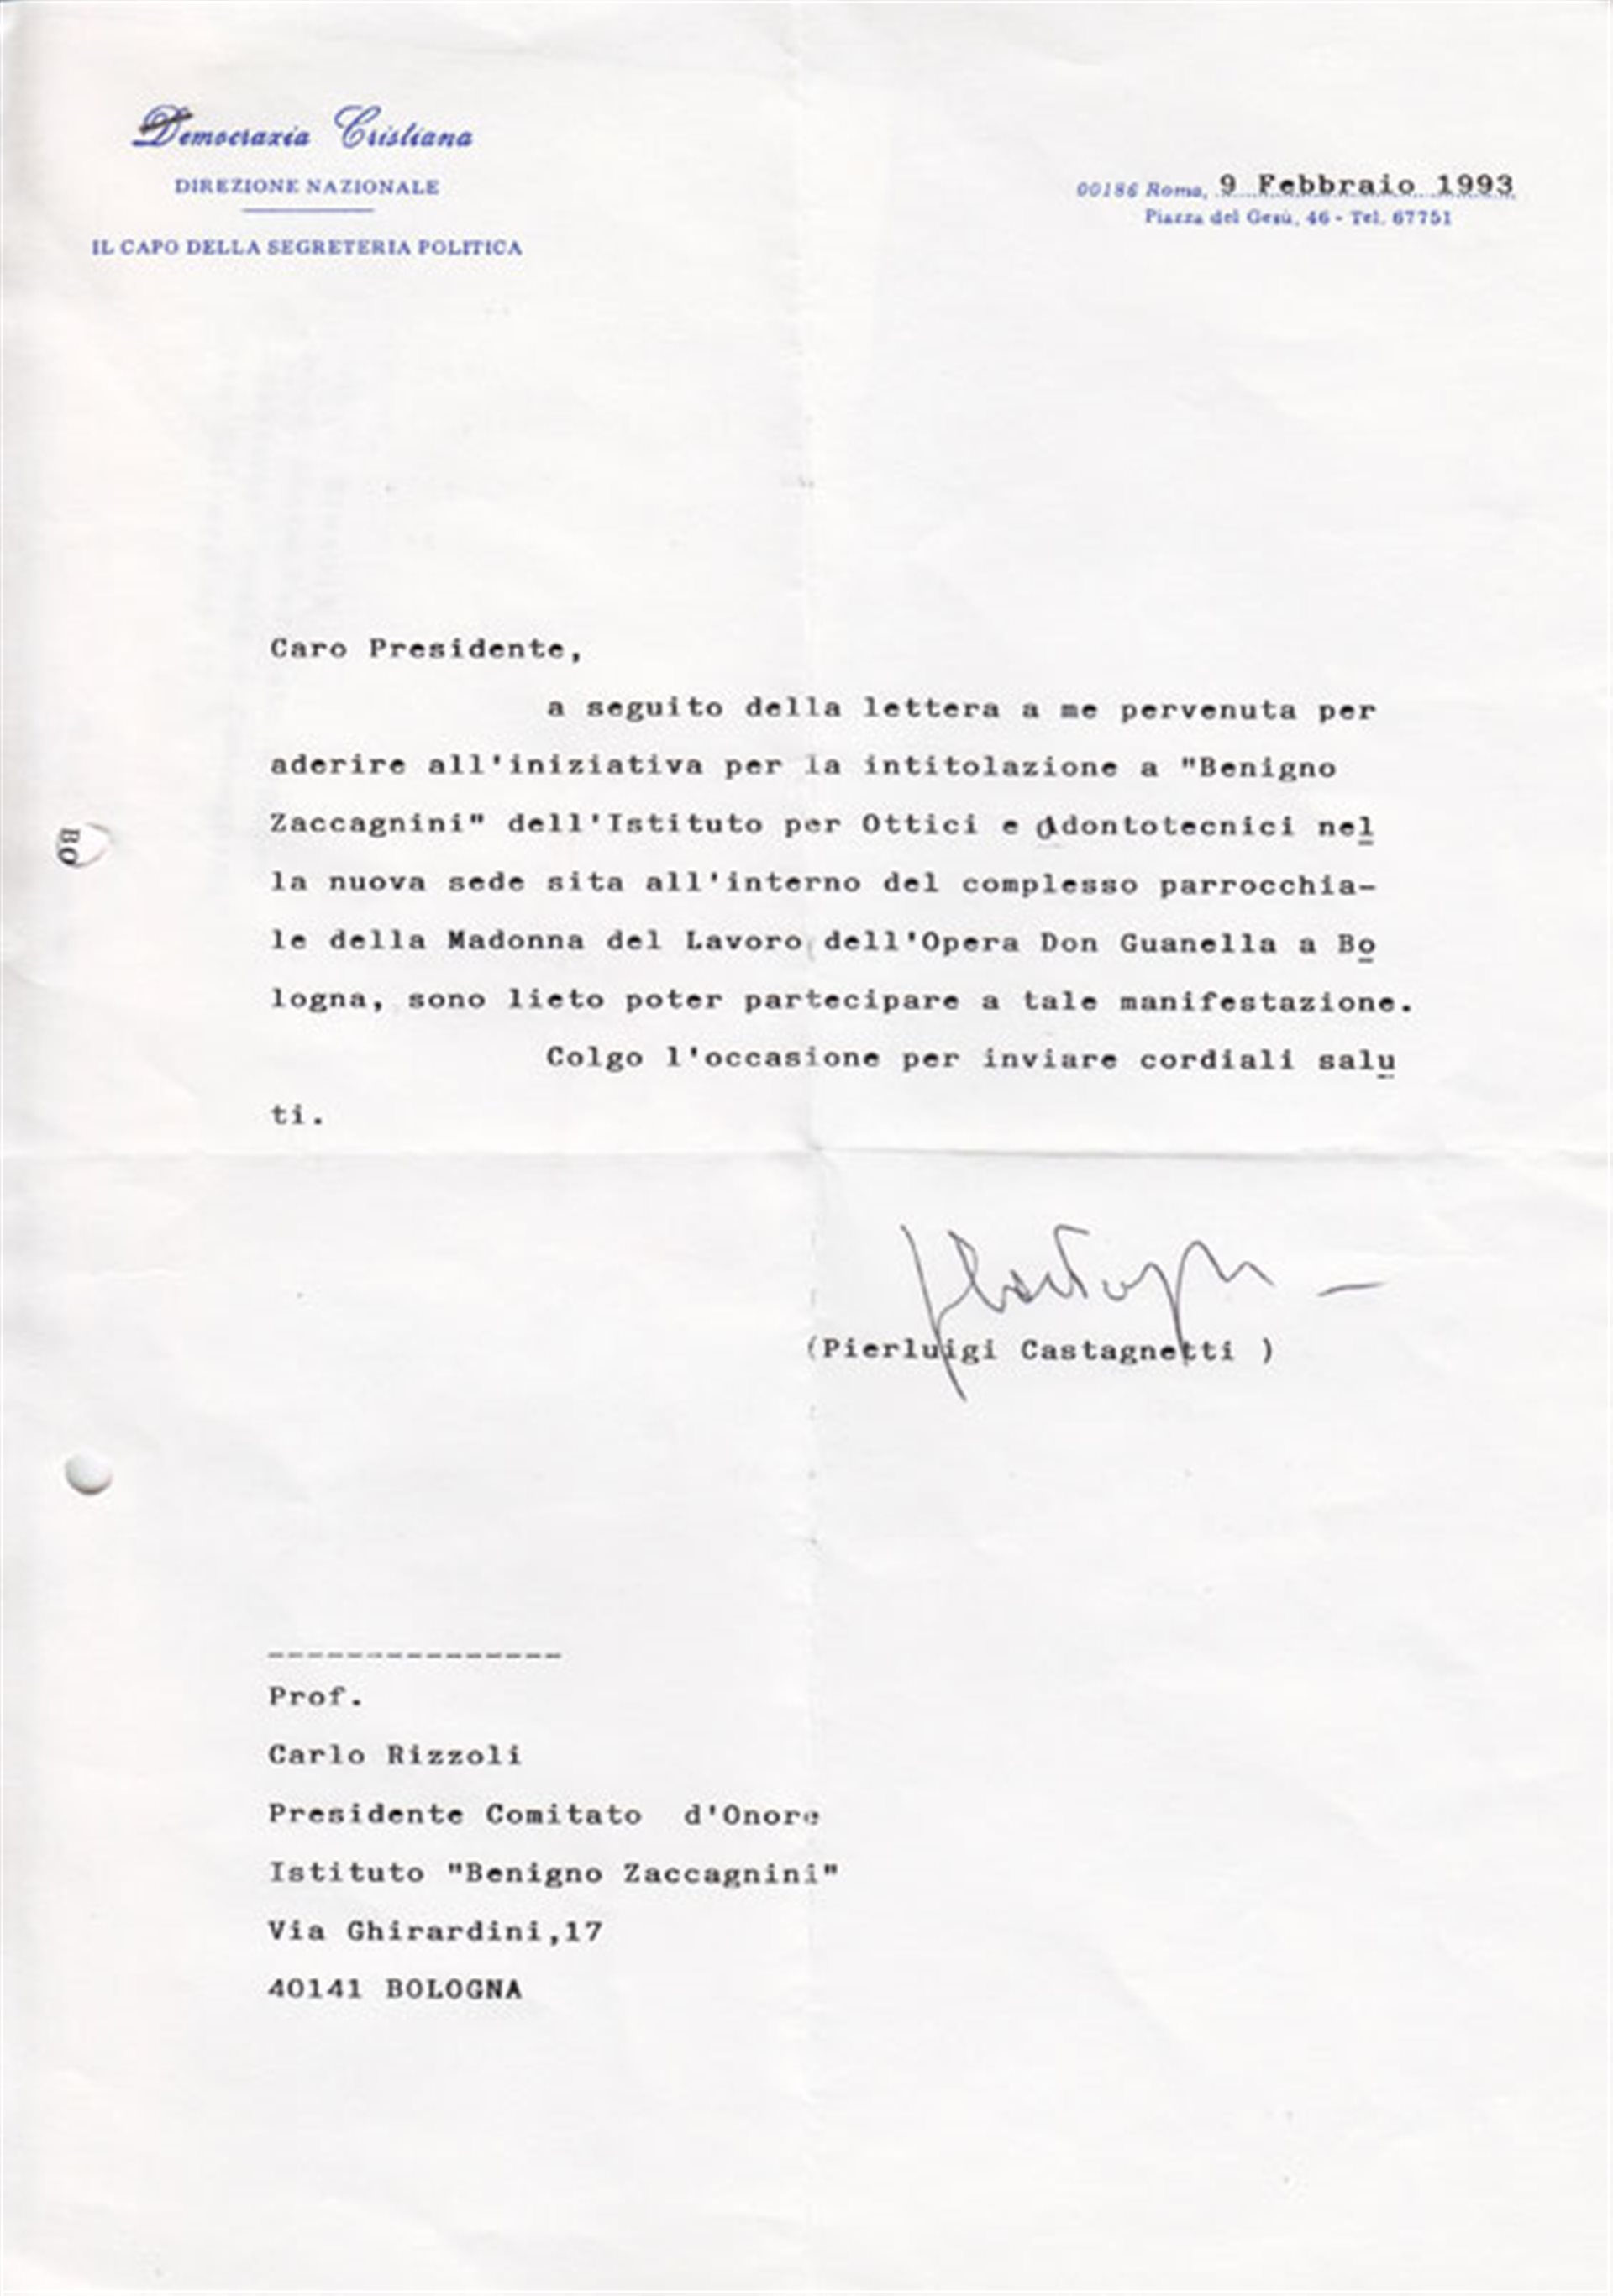 Democrazia Cristiana
DIREZIONE NAZIONALE
IL CAPO DELLA SEGRETERIA POLITICA
00186 Roma, 9 Febbraio 1993
Piazza del Gesù, 46 - Tel. 67751
Caro Presidente,
a seguito della lettera a me pervenuta per
aderire all'iniziativa per la intitolazione a "Benigno
Zaccagnini" dell'Istituto per Ottici e Odontotecnici nel
la nuova sede sita all'interno del complesso parrocchia-
le della Madonna del Lavoro dell'Opera Don Guanella a Bo
logna, sono lieto poter partecipare a tale manifestazione.
Colgo l'occasione per inviare cordiali salu
ti.
(Pierluigi Castagnetti )
BO
---------------
Prof.
Carlo Rizzoli
Presidente Comitato d'Onore
Istituto "Benigno Zaccagnini"
Via Ghirardini,17
40141 BOLOGNA